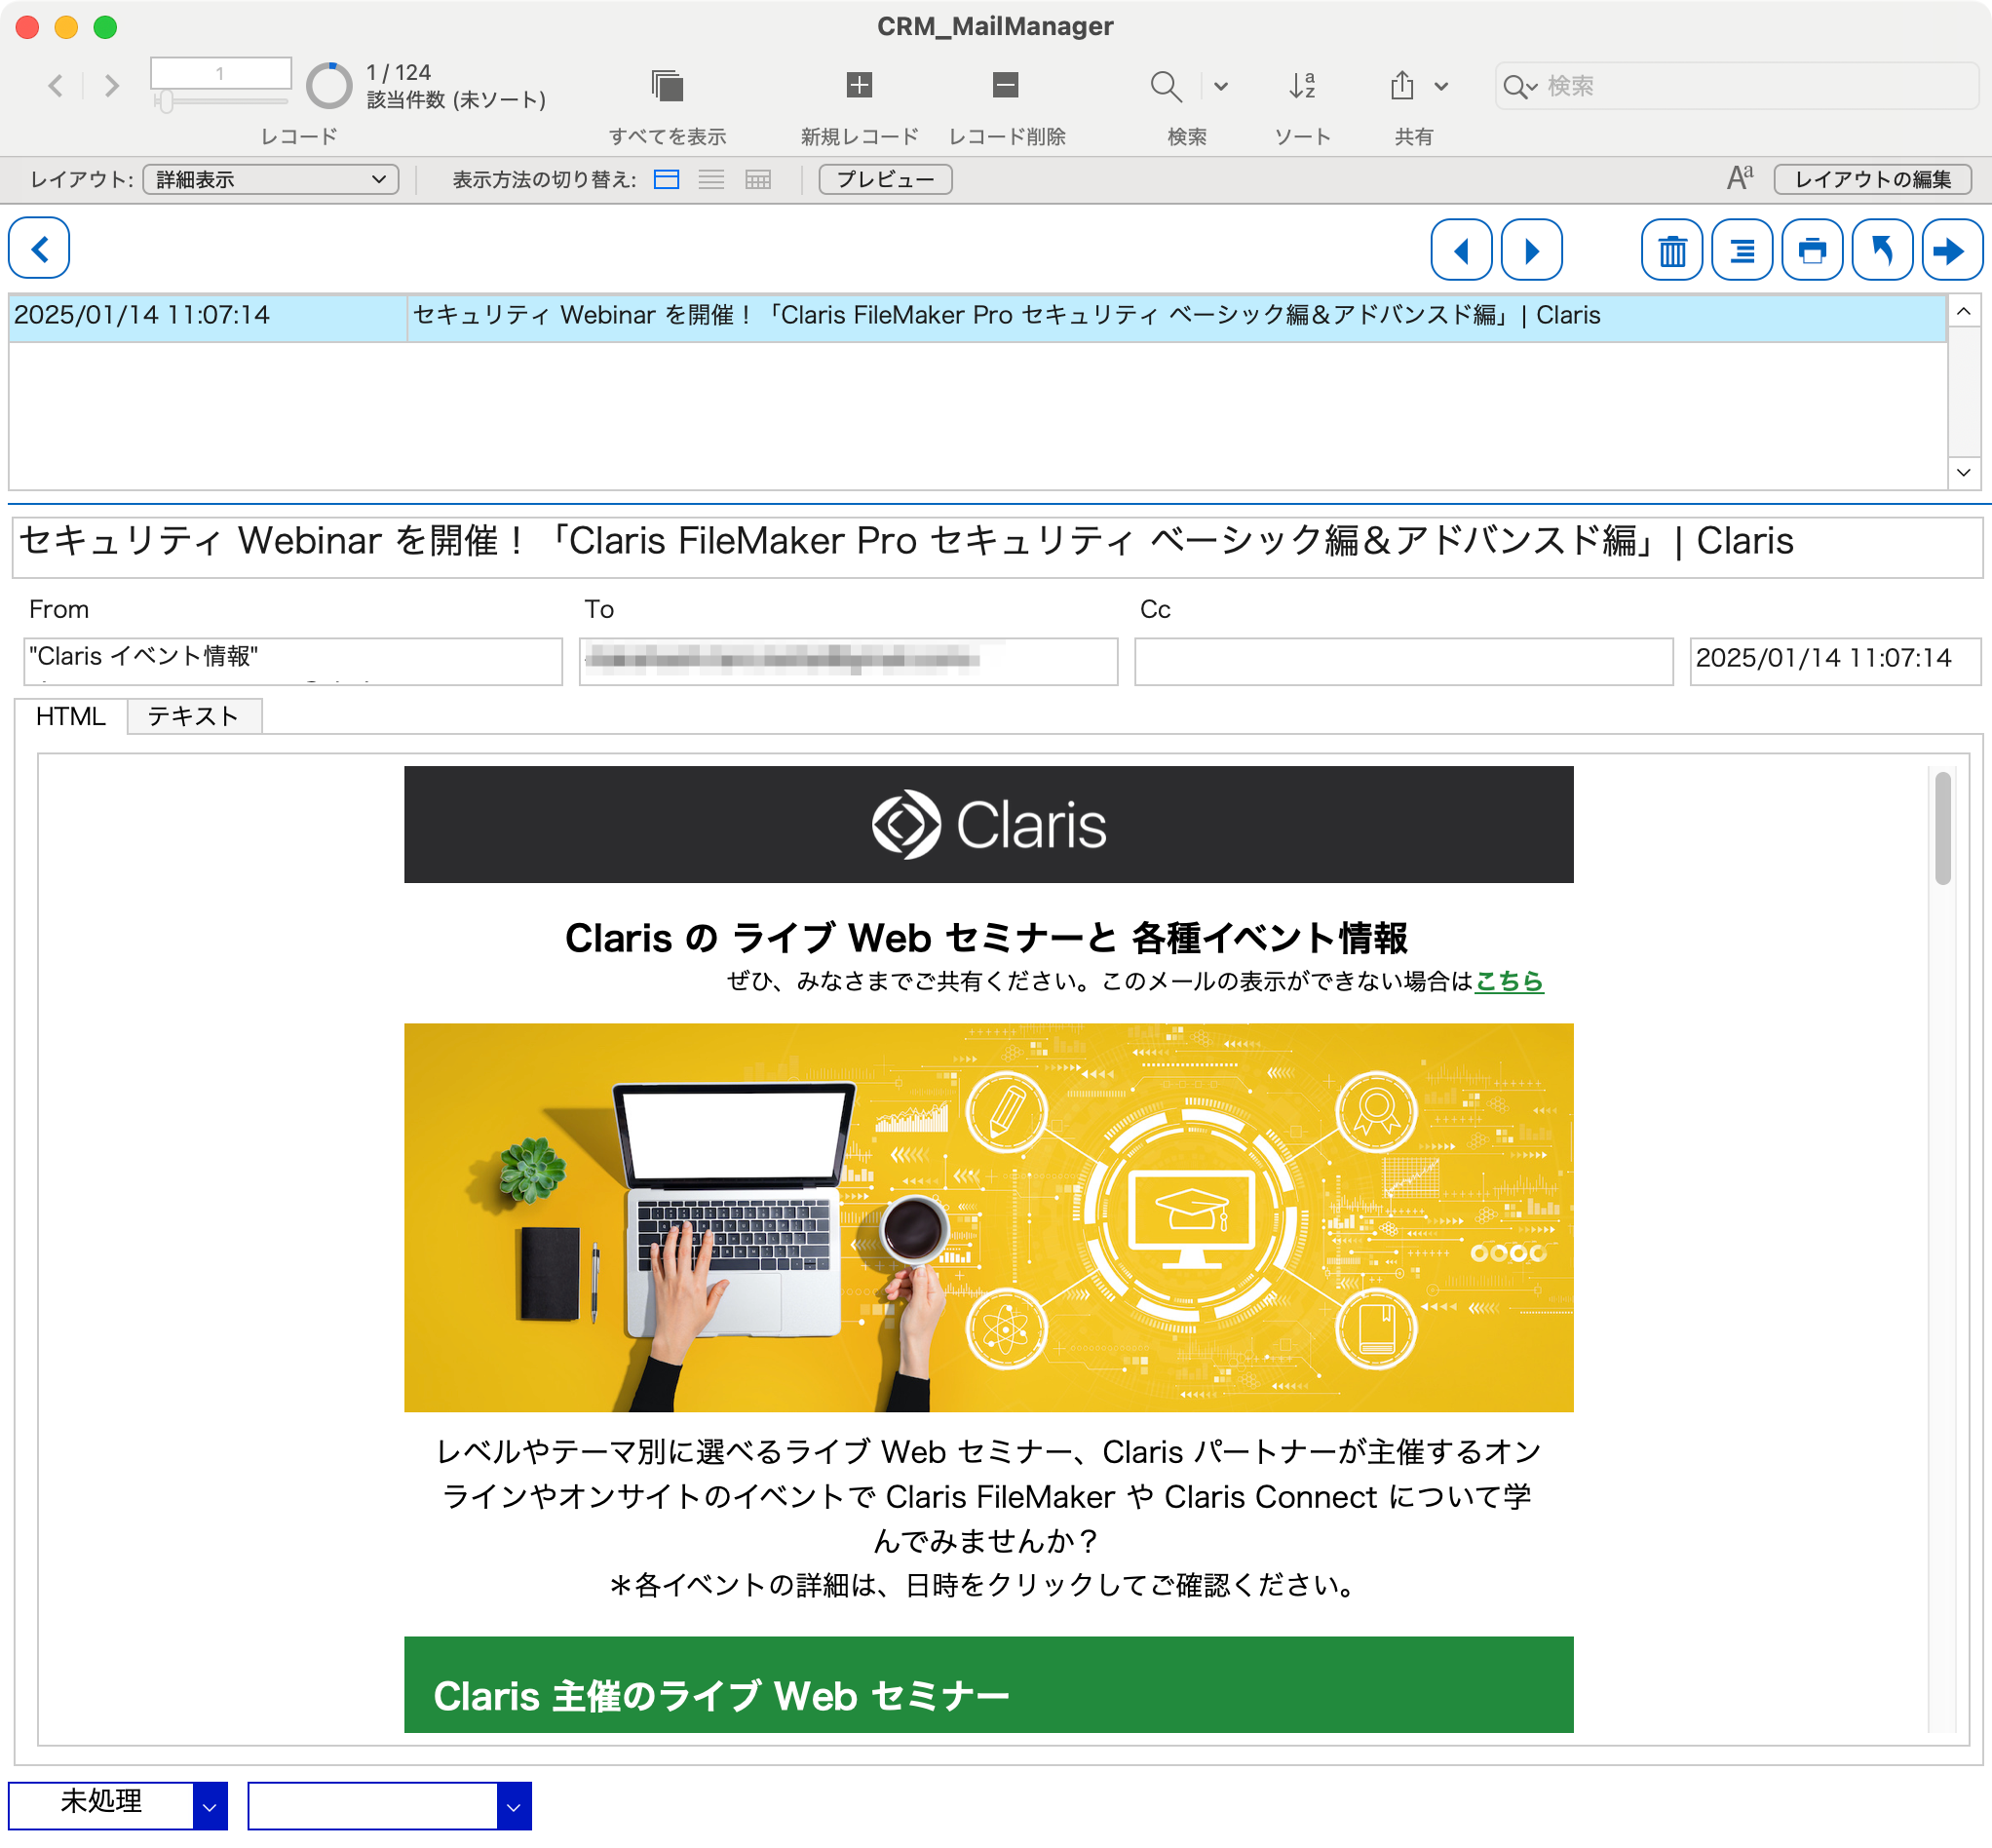 CRM_MailManager
1
1 / 124
該当件数 (未ソート)
レコード
すべてを表示
新規レコード
レコード削除
検索
ソート
共有
検索
レイアウト:
詳細表示
表示方法の切り替え:
プレビュー
Aa
レイアウトの編集
2025/01/14 11:07:14
セキュリティ Webinar を開催！「Claris FileMaker Pro セキュリティ ベーシック編＆アドバンスド編」| Claris
セキュリティ Webinar を開催！「Claris FileMaker Pro セキュリティ ベーシック編＆アドバンスド編」| Claris
From
To
Cc
"Claris イベント情報"
2025/01/14 11:07:14
HTML
テキスト
Claris
Claris の ライブ Web セミナーと 各種イベント情報
ぜひ、みなさまでご共有ください。このメールの表示ができない場合はこちら
レベルやテーマ別に選べるライブ Web セミナー、Claris パートナーが主催するオン
ラインやオンサイトのイベントで Claris FileMaker や Claris Connect について学
んでみませんか？
＊各イベントの詳細は、日時をクリックしてご確認ください。
Claris 主催のライブ Web セミナー
未処理